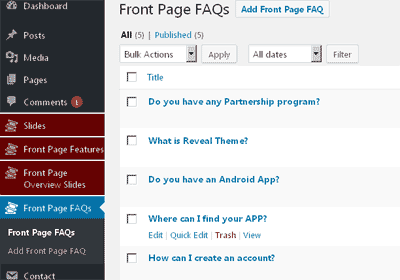 Dashboard
Posts
Media
Pages
Comments 1
Slides
Front Page Features
Front Page
Overview Slides
Front Page FAQs
Front Page FAQs
Add Front Page FAQ
Contact
Front Page FAQs Add Front Page FAQ
All (5) | Published (5)
Bulk Actions Apply All dates Filter
Title
Do you have any Partnership program?
What is Reveal Theme?
Do you have an Android App?
Where can I find your APP?
Edit | Quick Edit | Trash | View
How can I create an account?